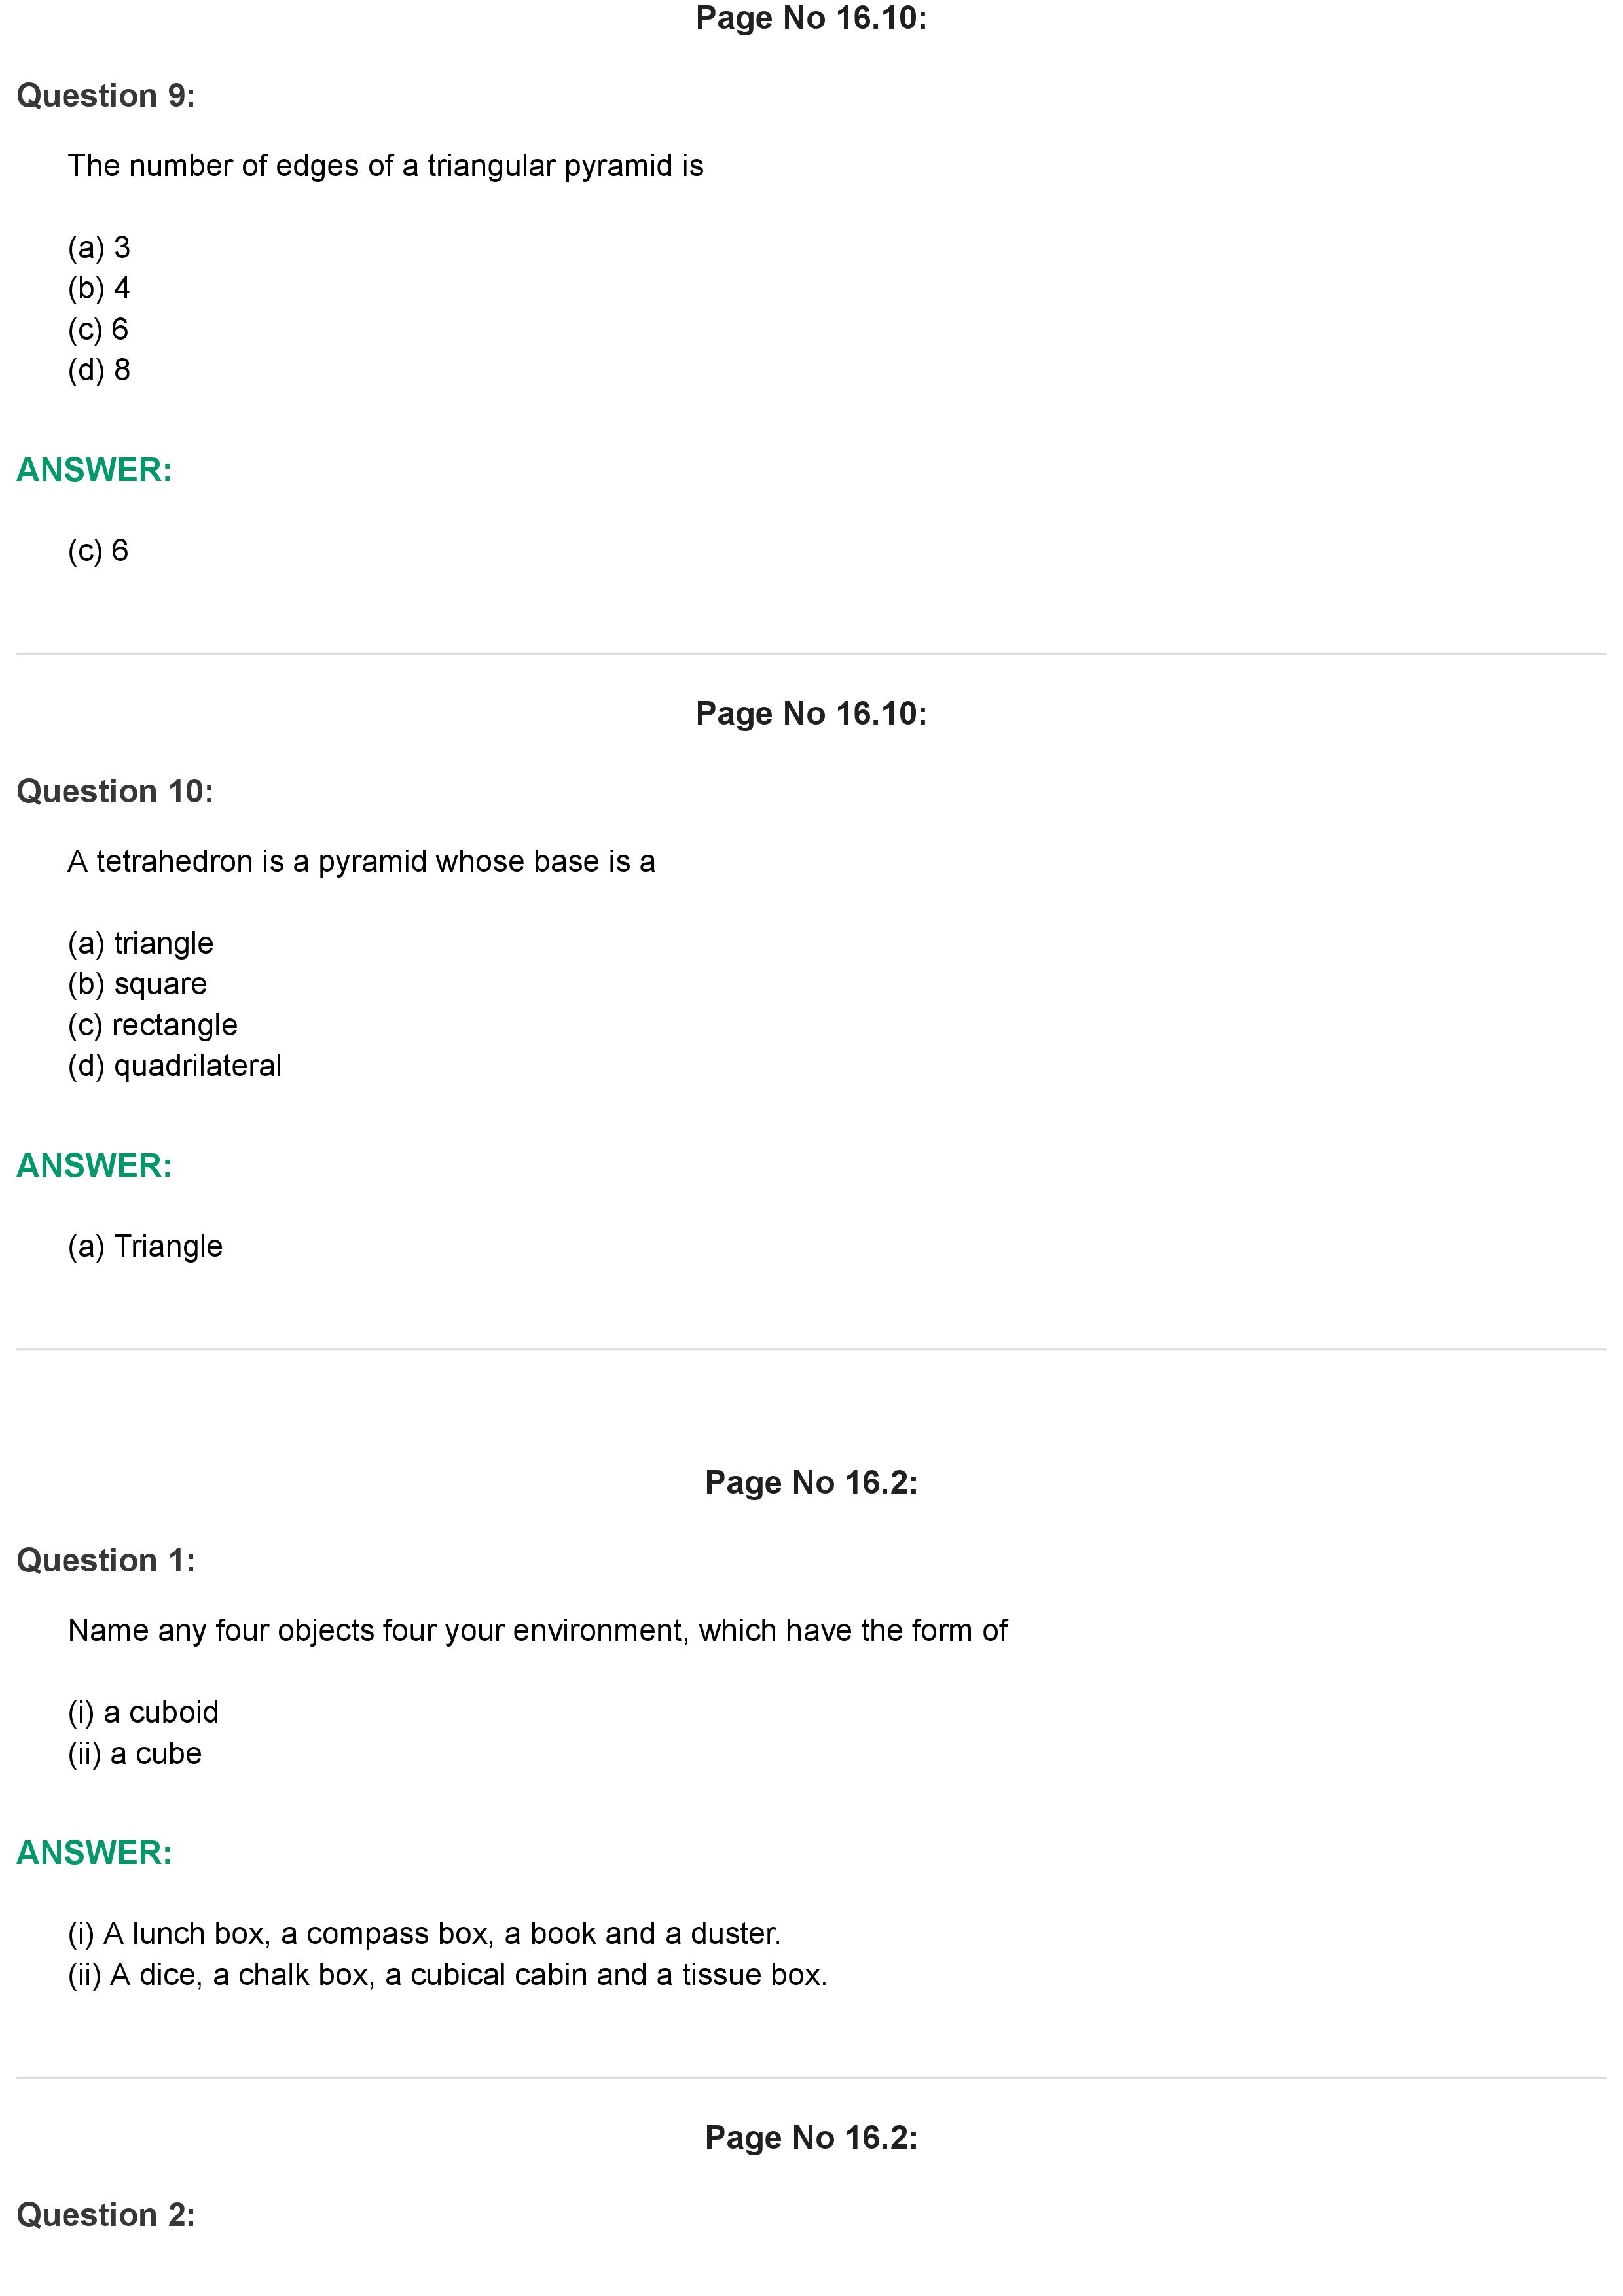 Page No 16.10:
Question 9:
The number of edges of a triangular pyramid is
(a) 3
(b) 4
(c) 6
(d) 8
ANSWER:
(c) 6
Page No 16.10:
Question 10:
A tetrahedron is a pyramid whose base is a
(a) triangle
(b) square
(c) rectangle
(d) quadrilateral
ANSWER:
(a) Triangle
Page No 16.2:
Question 1:
Name any four objects four your environment, which have the form of
(i) a cuboid
(ii) a cube
ANSWER:
(i) A lunch box, a compass box, a book and a duster.
(ii) A dice, a chalk box, a cubical cabin and a tissue box.
Page No 16.2:
Question 2: